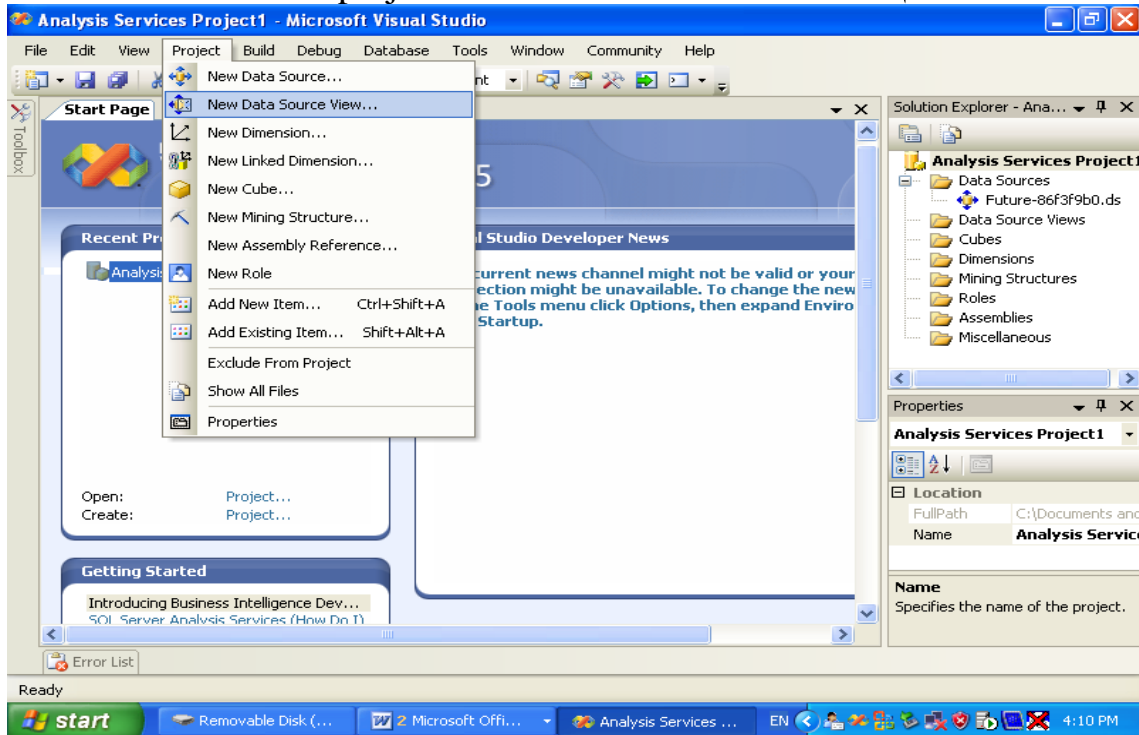 Analysis Services Project1 - Microsoft Visual Studio
File Edit View Project Build Debug Database Tools Window Community Help
New Data Source...
New Data Source View...
New Dimension...
New Linked Dimension...
New Cube...
New Mining Structure...
New Assembly Reference...
New Role
Add New Item... Ctrl+Shift+A
Add Existing Item... Shift+Alt+A
Exclude From Project
Show All Files
Properties
nt
Toolbox
Start Page
5
Recent Pr
Analysis
l Studio Developer News
current news channel might not be valid or your
ection might be unavailable. To change the new
he Tools menu click Options, then expand Enviro
Startup.
Open: Project...
Create: Project...
Getting Started
Introducing Business Intelligence Dev...
SQL Server Analysis Services (How Do I)
Solution Explorer - Ana...
Analysis Services Project1
Data Sources
Future-86f3f9b0.ds
Data Source Views
Cubes
Dimensions
Mining Structures
Roles
Assemblies
Miscellaneous
Properties
Analysis Services Project1
Location
FullPath C:\Documents and
Name Analysis Service
Name
Specifies the name of the project.
Error List
Ready
start Removable Disk (... 2 Microsoft Offi... Analysis Services ... EN 4:10 PM